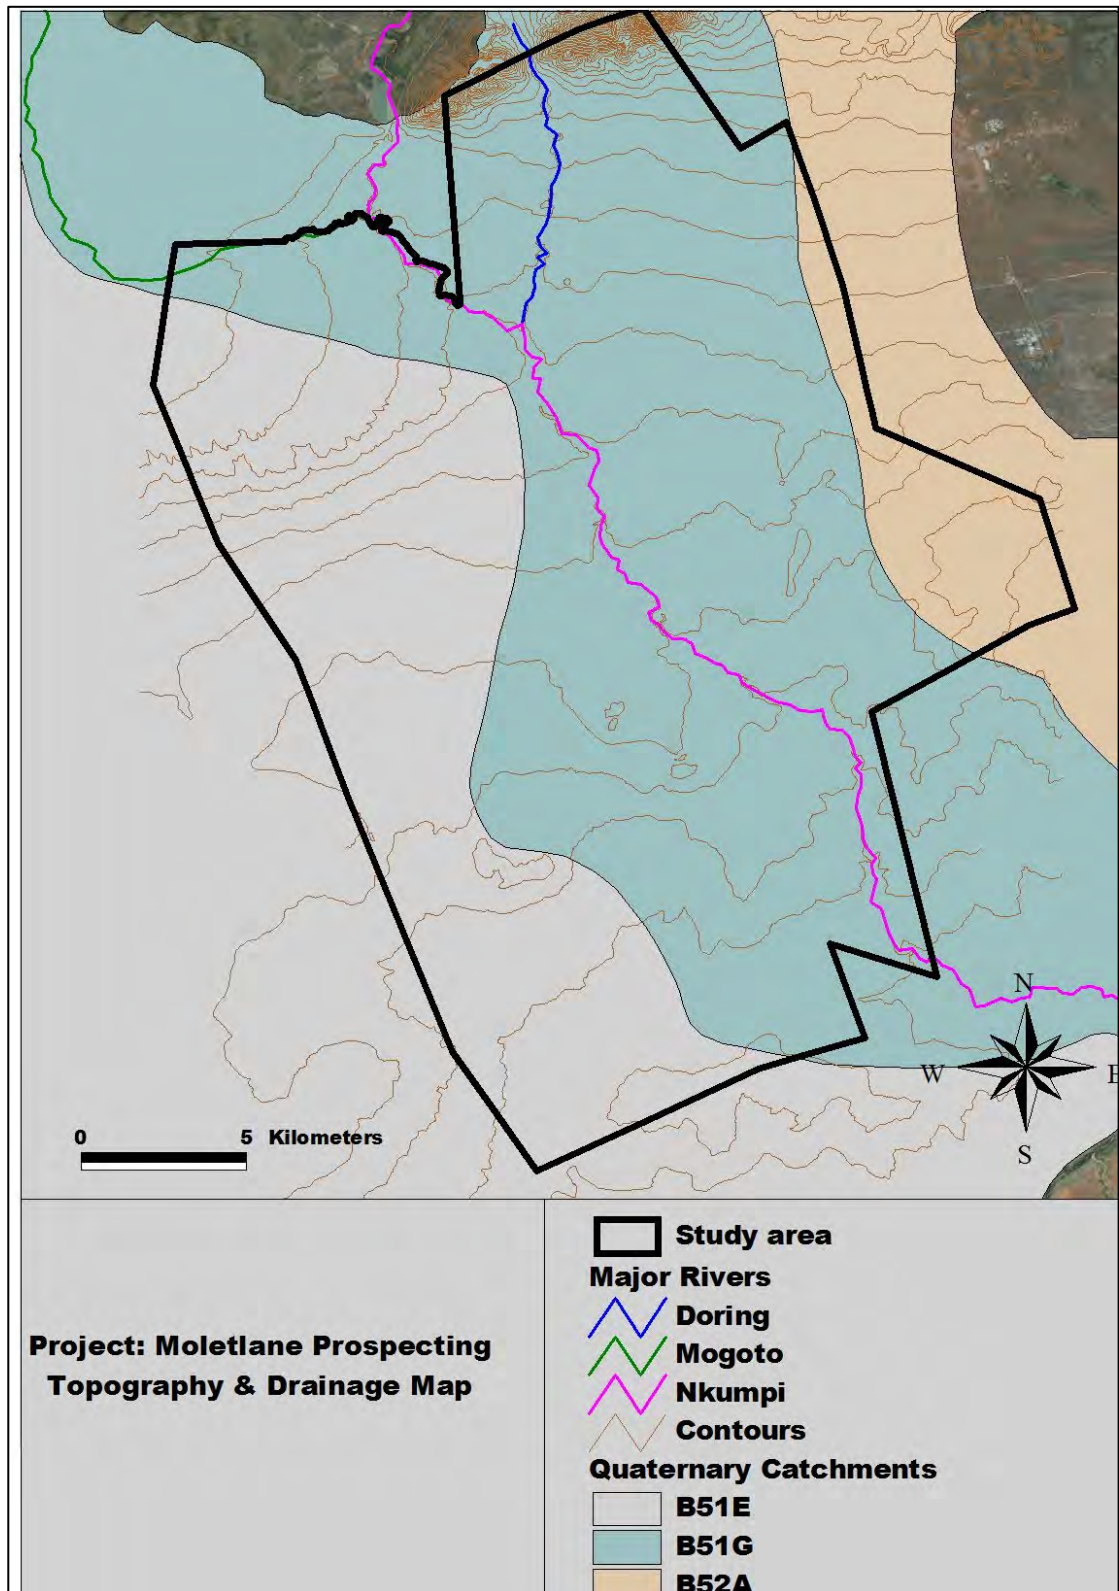 N
W
E
S
0 5 Kilometers
Project: Moletlane Prospecting
Topography & Drainage Map
Study area
Major Rivers
Doring
Mogoto
Nkumpi
Contours
Quaternary Catchments
B51E
B51G
B52A